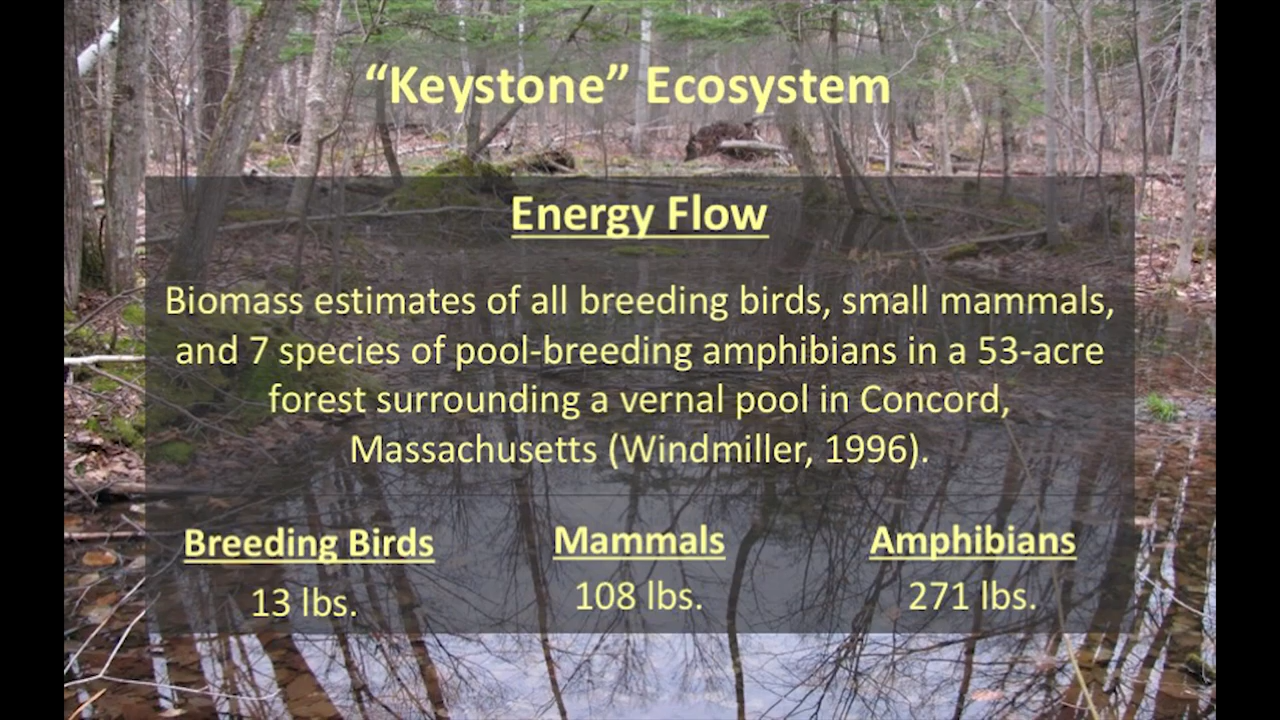 “Keystone” Ecosystem
Energy Flow
Biomass estimates of all breeding birds, small mammals,
and 7 species of pool-breeding amphibians in a 53-acre
forest surrounding a vernal pool in Concord,
Massachusetts (Windmiller, 1996).
Breeding Birds
13 lbs.
Mammals
108 lbs.
Amphibians
271 lbs.